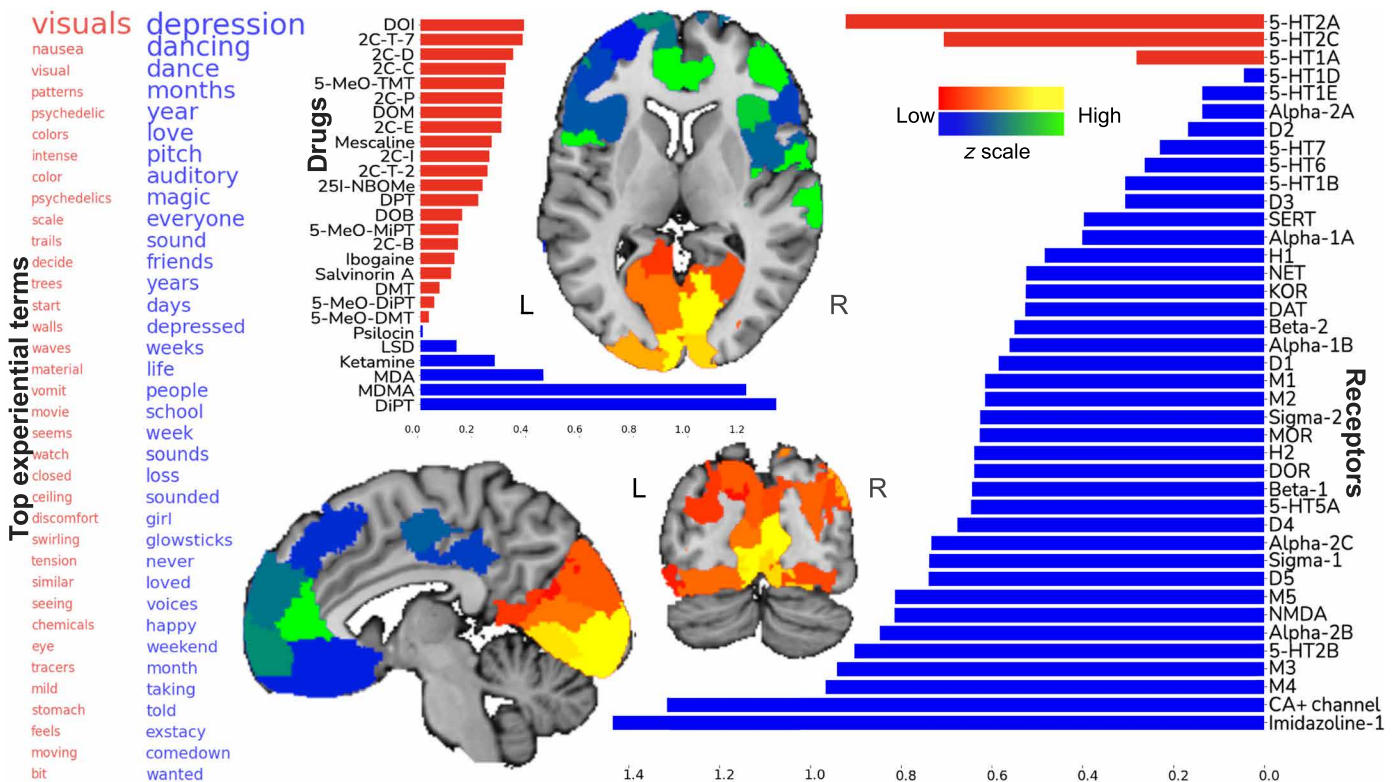 Top experiential terms
visuals
nausea
visual
patterns
psychedelic
colors
intense
color
psychedelics
scale
trails
decide
trees
start
walls
waves
material
vomit
movie
seems
watch
closed
ceiling
discomfort
swirling
tension
similar
seeing
chemicals
eye
tracers
mild
stomach
feels
moving
bit
depression
dancing
dance
months
year
love
pitch
auditory
magic
everyone
sound
friends
years
days
depressed
weeks
life
people
school
week
sounds
loss
sounded
girl
glowsticks
never
loved
voices
happy
weekend
month
taking
told
exstacy
comedown
wanted
Drugs
DOI
2C-T-7
2C-D
2C-C
5-MeO-TMT
2C-P
DOM
2C-E
Mescaline
2C-I
2C-T-2
25I-NBOMe
DPT
DOB
5-MeO-MiPT
2C-B
Ibogaine
Salvinorin A
DMT
5-MeO-DiPT
5-MeO-DMT
Psilocin
LSD
Ketamine
MDA
MDMA
DiPT
0.0 0.2 0.4 0.6 0.8 1.0 1.2
L R
L R
Low High
z scale
5-HT2A
5-HT2C
5-HT1A
5-HT1D
5-HT1E
Alpha-2A
D2
5-HT7
5-HT6
5-HT1B
D3
SERT
Alpha-1A
H1
NET
KOR
DAT
Beta-2
Alpha-1B
D1
M1
M2
Sigma-2
MOR
H2
DOR
Beta-1
5-HT5A
D4
Alpha-2C
Sigma-1
D5
M5
NMDA
Alpha-2B
5-HT2B
M3
M4
CA+ channel
Imidazoline-1
Receptors
1.4 1.2 1.0 0.8 0.6 0.4 0.2 0.0